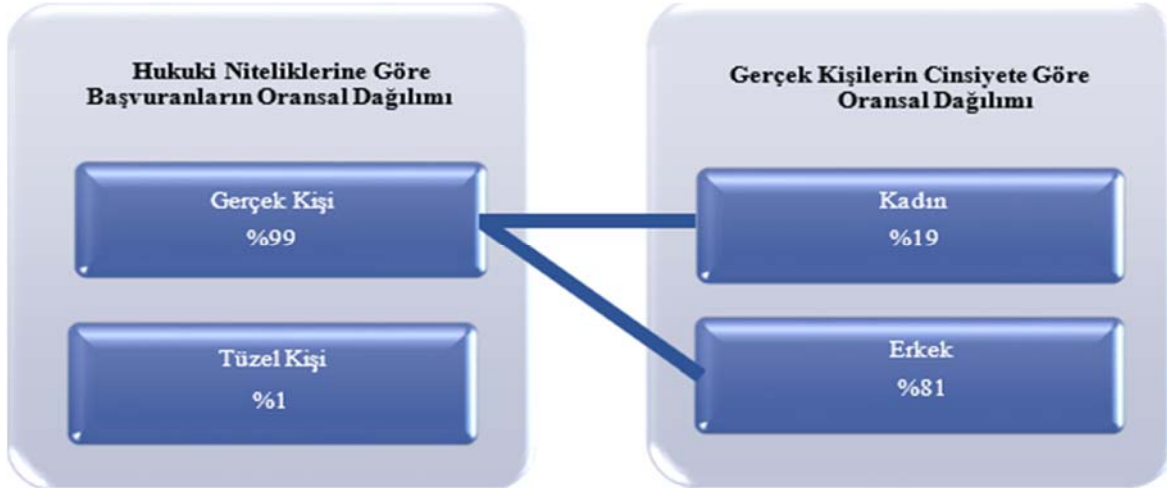 Hukuki Niteliklerine Göre
Başvuranların Oransal Dağılımı
Gerçek Kişi
%99
Tüzel Kişi
%1
Gerçek Kişilerin Cinsiyete Göre
Oransal Dağılımı
Kadın
%19
Erkek
%81